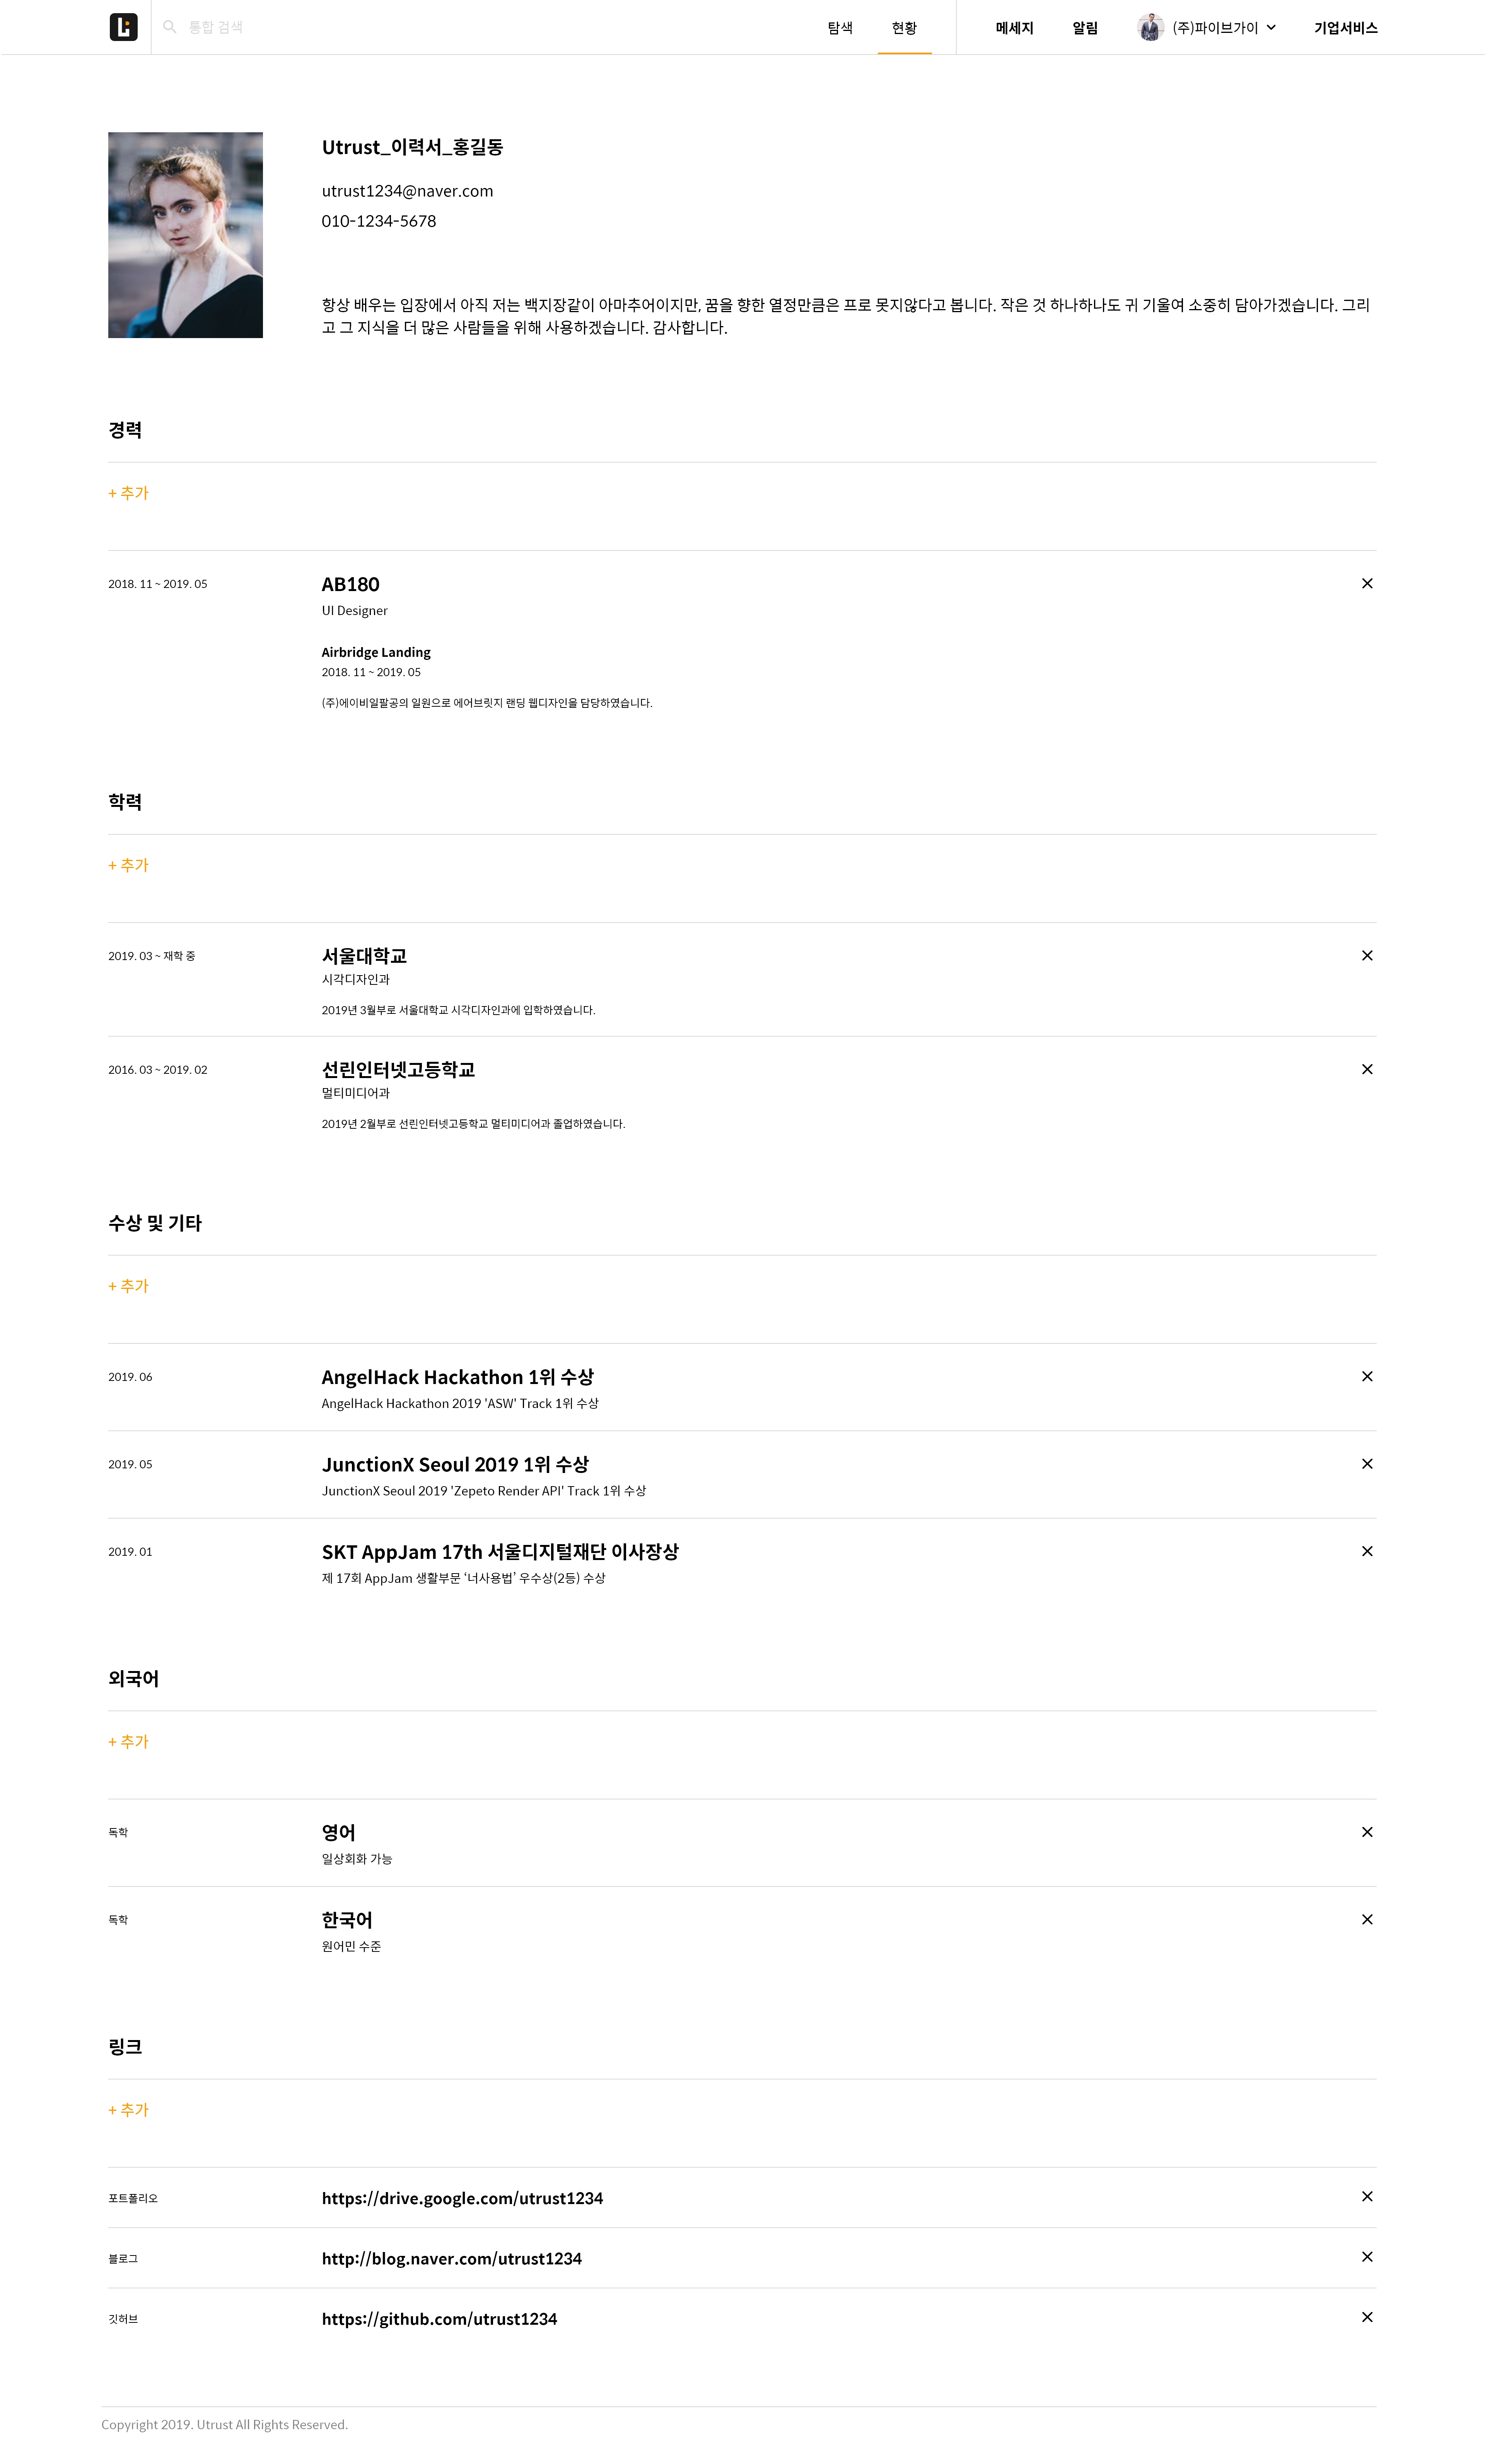 통합 검색
탐색
현황
메세지
알림
(주)파이브가이
기업서비스
Utrust_이력서_홍길동
utrust1234@naver.com
010-1234-5678
항상 배우는 입장에서 아직 저는 백지장같이 아마추어이지만, 꿈을 향한 열정만큼은 프로 못지않다고 봅니다. 작은 것 하나하나도 귀 기울여 소중히 담아가겠습니다. 그리
고 그 지식을 더 많은 사람들을 위해 사용하겠습니다. 감사합니다.
경력
+ 추가
2018. 11 ~ 2019. 05
AB180
UI Designer
Airbridge Landing
2018. 11 ~ 2019. 05
(주)에이비일팔공의 일원으로 에어브릿지 랜딩 웹디자인을 담당하였습니다.
학력
+ 추가
2019. 03 ~ 재학 중
서울대학교
시각디자인과
2019년 3월부로 서울대학교 시각디자인과에 입학하였습니다.
2016. 03 ~ 2019. 02
선린인터넷고등학교
멀티미디어과
2019년 2월부로 선린인터넷고등학교 멀티미디어과 졸업하였습니다.
수상 및 기타
+ 추가
2019. 06
AngelHack Hackathon 1위 수상
AngelHack Hackathon 2019 'ASW' Track 1위 수상
2019. 05
JunctionX Seoul 2019 1위 수상
JunctionX Seoul 2019 'Zepeto Render API' Track 1위 수상
2019. 01
SKT AppJam 17th 서울디지털재단 이사장상
제 17회 AppJam 생활부문 ‘너사용법’ 우수상(2등) 수상
외국어
+ 추가
독학
영어
일상회화 가능
독학
한국어
원어민 수준
링크
+ 추가
포트폴리오
https://drive.google.com/utrust1234
블로그
http://blog.naver.com/utrust1234
깃허브
https://github.com/utrust1234
Copyright 2019. Utrust All Rights Reserved.